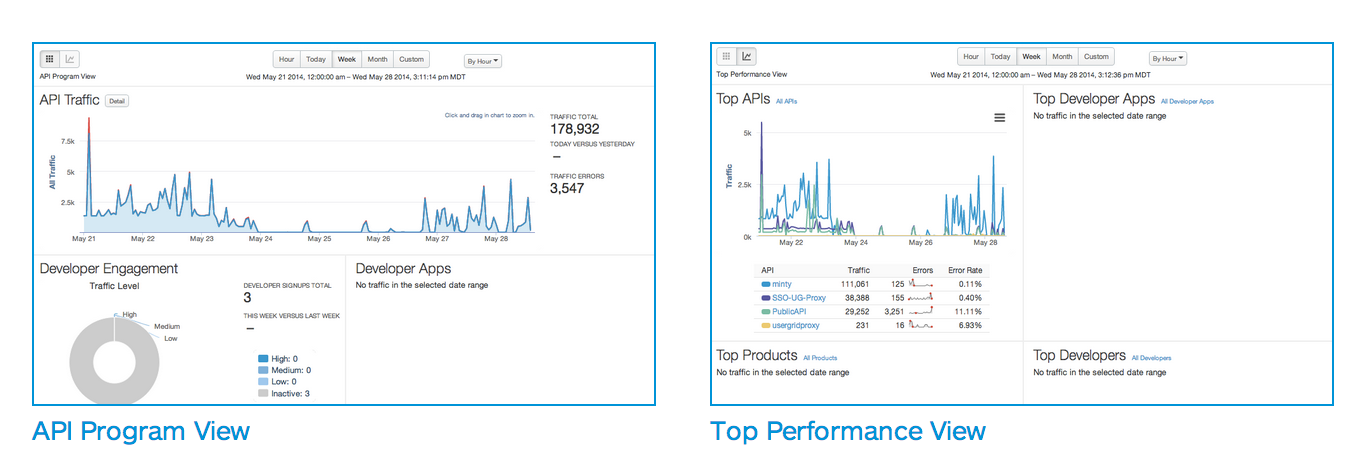 Hour Today Week Month Custom By Hour
API Program View Wed May 21 2014, 12:00:00 am – Wed May 28 2014, 3:11:14 pm MDT
API Traffic Detail
Click and drag in chart to zoom in.
TRAFFIC TOTAL
178,932
TODAY VERSUS YESTERDAY
–
TRAFFIC ERRORS
3,547
All Traffic
7.5k
5k
2.5k
May 21 May 22 May 23 May 24 May 25 May 26 May 27 May 28
Developer Engagement
Traffic Level
High
Medium
Low
DEVELOPER SIGNUPS TOTAL
3
THIS WEEK VERSUS LAST WEEK
–
High: 0
Medium: 0
Low: 0
Inactive: 3
Developer Apps
No traffic in the selected date range
API Program View
Hour Today Week Month Custom By Hour
Top Performance View Wed May 21 2014, 12:00:00 am – Wed May 28 2014, 3:12:36 pm MDT
Top APIs All APIs
Traffic
5k
2.5k
0k
May 22 May 24 May 26 May 28
API Traffic Errors Error Rate
minty 111,061 125 0.11%
SSO-UG-Proxy 38,388 155 0.40%
PublicAPI 29,252 3,251 11.11%
usergridproxy 231 16 6.93%
Top Developer Apps All Developer Apps
No traffic in the selected date range
Top Products All Products
No traffic in the selected date range
Top Developers All Developers
No traffic in the selected date range
Top Performance View